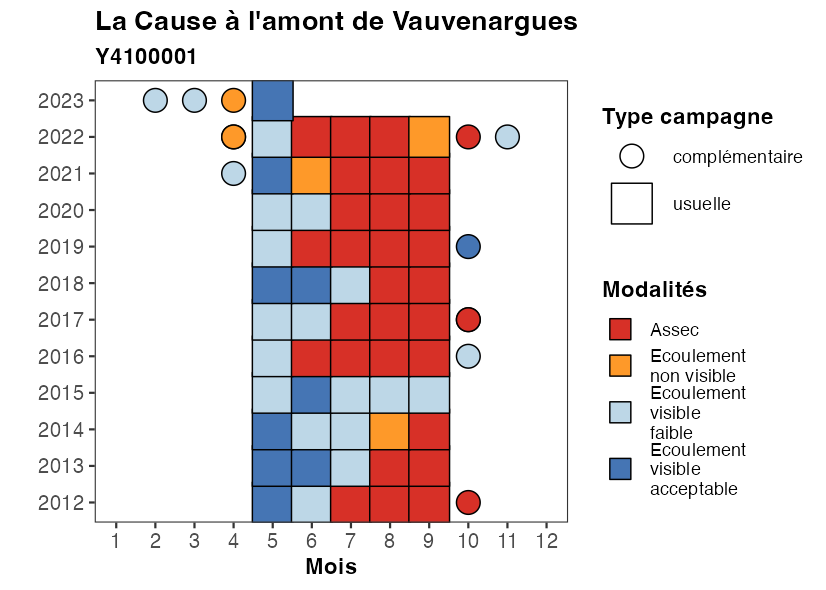 La Cause à l'amont de Vauvenargues
Y4100001
2023
2022
2021
2020
2019
2018
2017
2016
2015
2014
2013
2012
1 2 3 4 5 6 7 8 9 10 11 12
Mois
Type campagne
complémentaire
usuelle
Modalités
Assec
Ecoulement
non visible
Ecoulement
visible
faible
Ecoulement
visible
acceptable